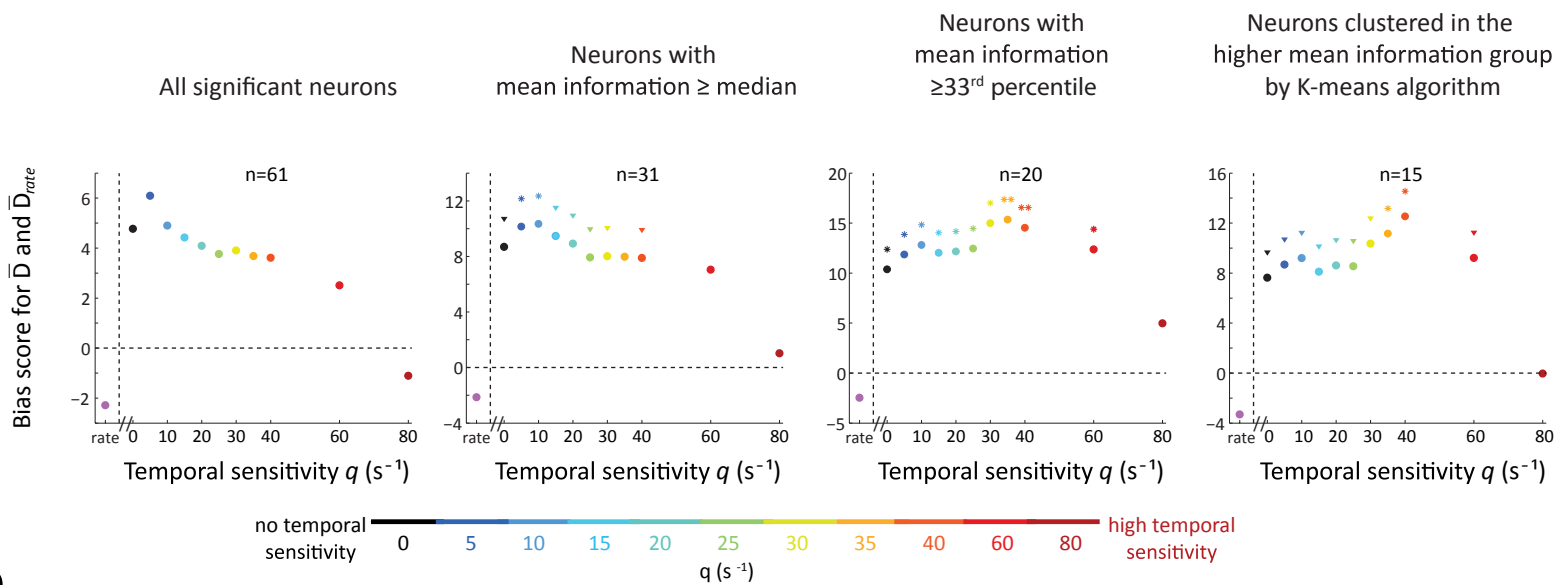 All significant neurons
Neurons with
mean information ≥ median
Neurons with
mean information
≥33rd percentile
Neurons clustered in the
higher mean information group
by K-means algorithm
Bias score for D̅ and D̅rate
n=61
6
4
2
0
−2
rate 0 10 20 30 40 60 80
Temporal sensitivity q (s⁻¹)
n=31
12
8
4
0
−4
rate 0 10 20 30 40 60 80
Temporal sensitivity q (s⁻¹)
n=20
20
15
10
5
0
−5
rate 0 10 20 30 40 60 80
Temporal sensitivity q (s⁻¹)
n=15
16
12
8
4
0
−4
rate 0 10 20 30 40 60 80
Temporal sensitivity q (s⁻¹)
no temporal
sensitivity
0 5 10 15 20 25 30 35 40 60 80
high temporal
sensitivity
q (s ⁻¹)